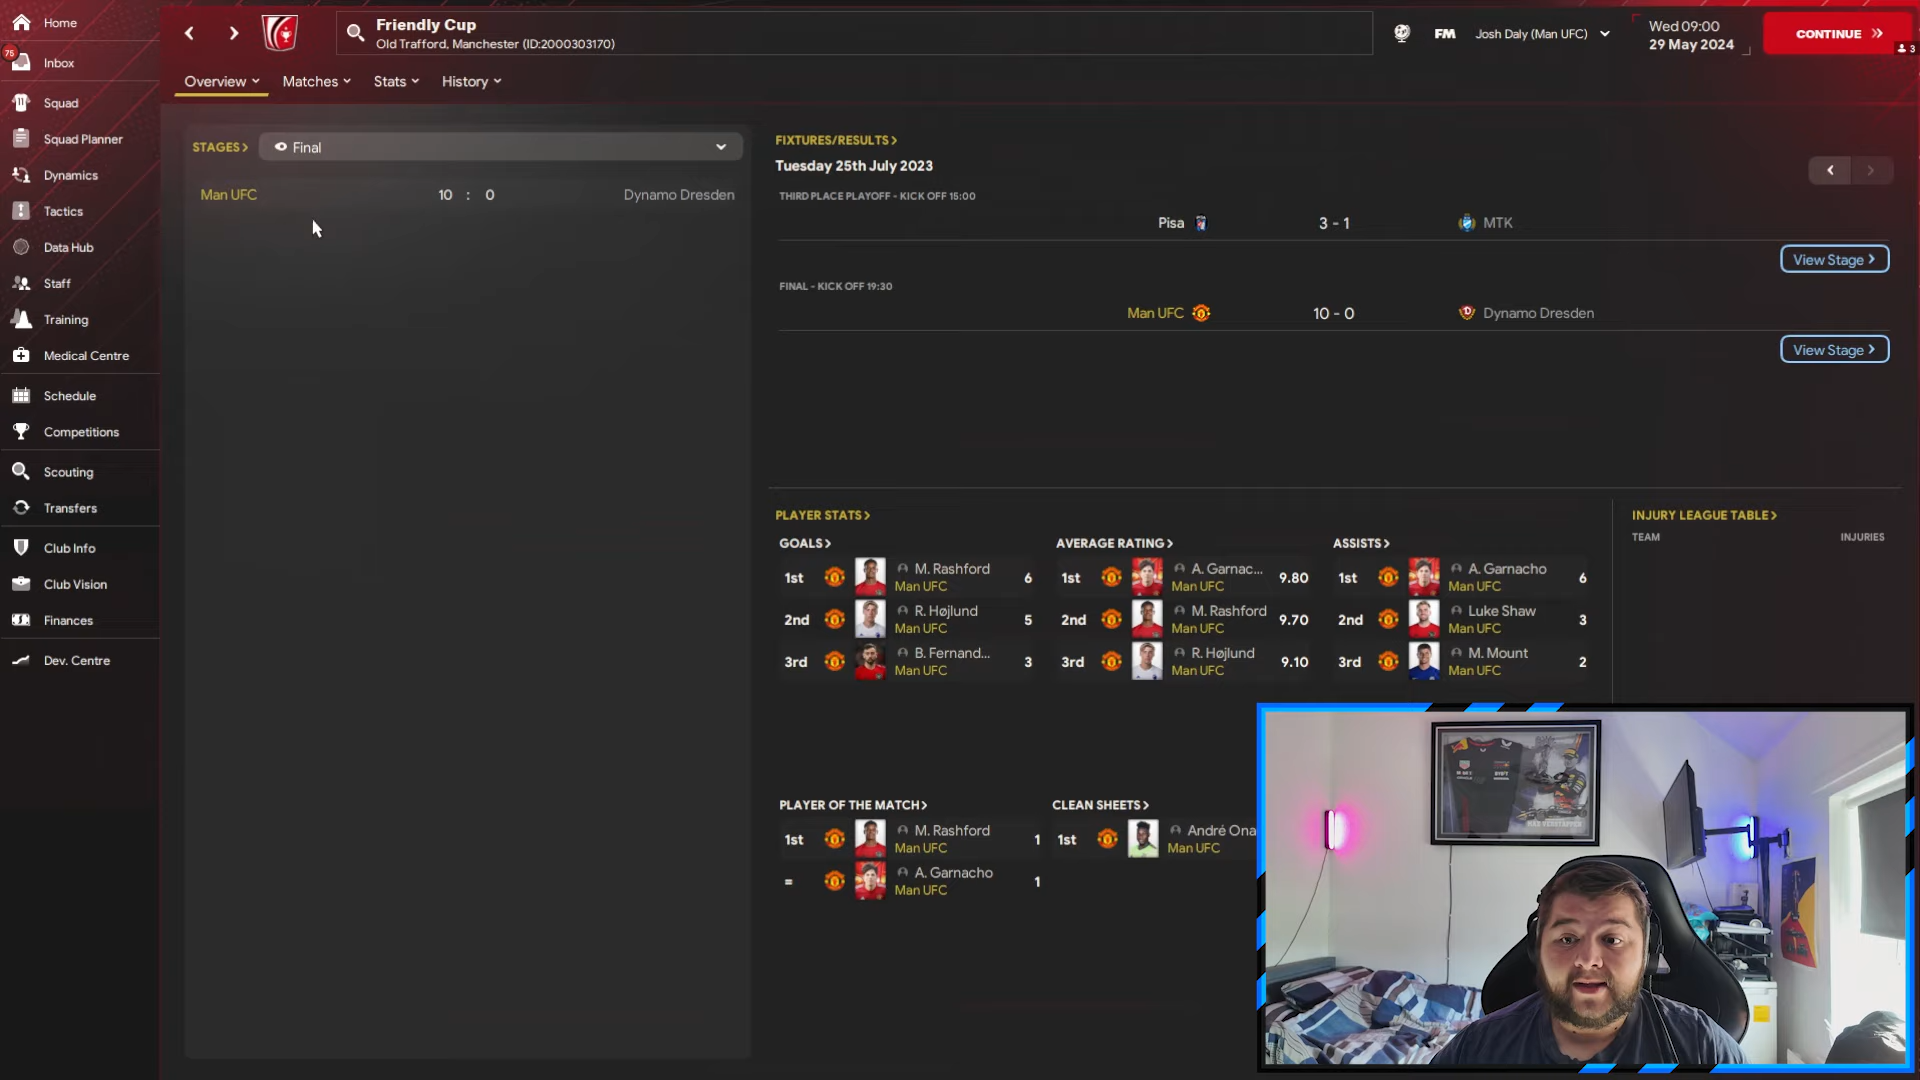 Home
75
Inbox
Squad
Squad Planner
Dynamics
Tactics
Data Hub
Staff
Training
Medical Centre
Schedule
Competitions
Scouting
Transfers
Club Info
Club Vision
Finances
Dev. Centre
Friendly Cup
Old Trafford, Manchester (ID:2000303170)
FM
Josh Daly (Man UFC)
Wed 09:00
29 May 2024
CONTINUE
3
Overview
Matches
Stats
History
STAGES
Final
Man UFC 10 : 0 Dynamo Dresden
FIXTURES/RESULTS
Tuesday 25th July 2023
THIRD PLACE PLAYOFF - KICK OFF 15:00
Pisa 3 - 1 MTK
View Stage
FINAL - KICK OFF 19:30
Man UFC 10 - 0 Dynamo Dresden
View Stage
PLAYER STATS
GOALS
1st M. Rashford 6
Man UFC
2nd R. Højlund 5
Man UFC
3rd B. Fernand... 3
Man UFC
AVERAGE RATING
1st A. Garnac... 9.80
Man UFC
2nd M. Rashford 9.70
Man UFC
3rd R. Højlund 9.10
Man UFC
ASSISTS
1st A. Garnacho 6
Man UFC
2nd Luke Shaw 3
Man UFC
3rd M. Mount 2
Man UFC
INJURY LEAGUE TABLE
TEAM INJURIES
PLAYER OF THE MATCH
1st M. Rashford 1
Man UFC
= A. Garnacho 1
Man UFC
CLEAN SHEETS
1st André Ona
Man UFC
MAX VERSTAPPEN